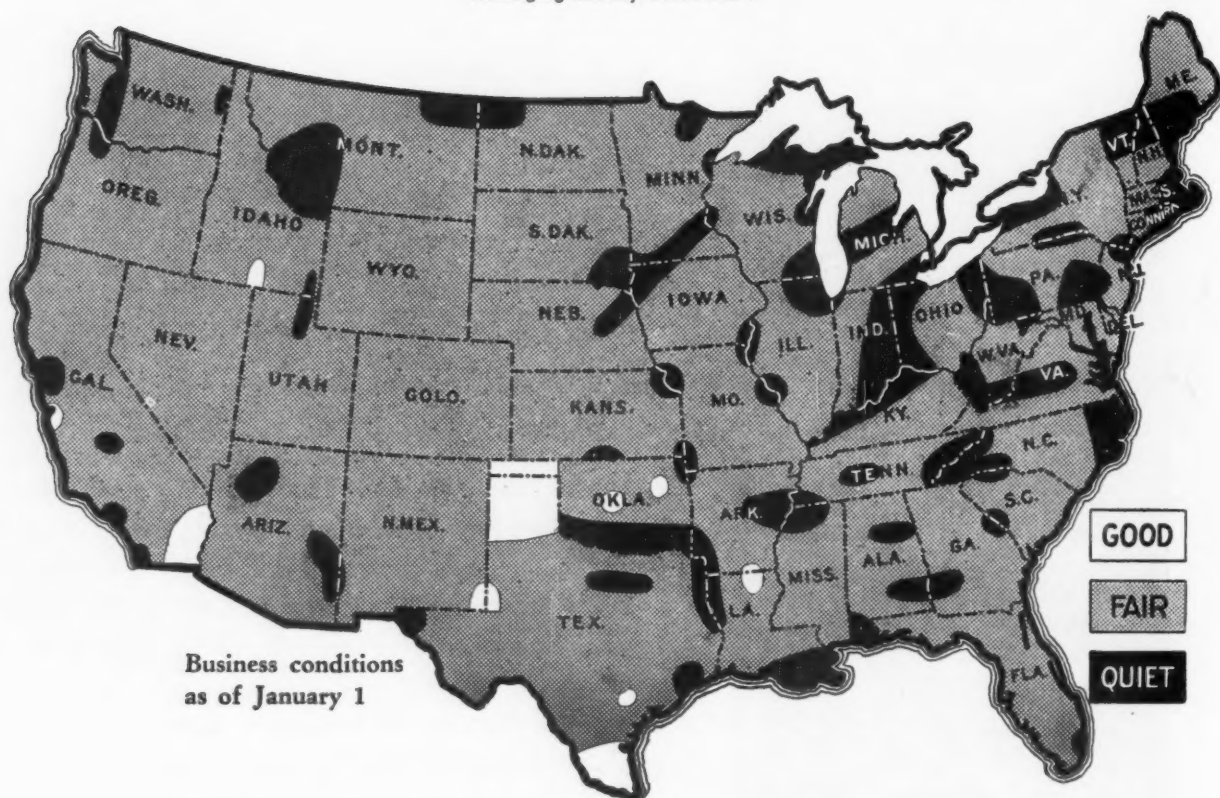 WASH.
MONT.
N.DAK.
MINN.
ME.
VT.
N.H.
OREG.
IDAHO
WIS.
N.Y.
MASS.
S.DAK.
MICH.
CONN.
R.I.
WYO.
IOWA
PA.
N.J.
NEB.
OHIO
NEV.
ILL.
IND.
MD.
DEL.
UTAH
COLO.
W.VA.
CAL.
KANS.
MO.
VA.
KY.
N.C.
TENN.
OKLA.
ARK.
S.C.
ARIZ.
N.MEX.
GOOD
MISS.
ALA.
GA.
TEX.
LA.
FAIR
Business conditions
as of January 1
FLA.
QUIET